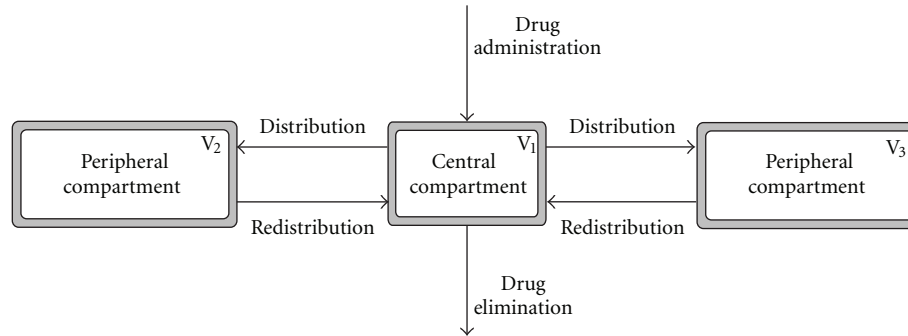 Drug
administration
Distribution
Distribution
V2
Peripheral
compartment
V1
Central
compartment
V3
Peripheral
compartment
Redistribution
Redistribution
Drug
elimination